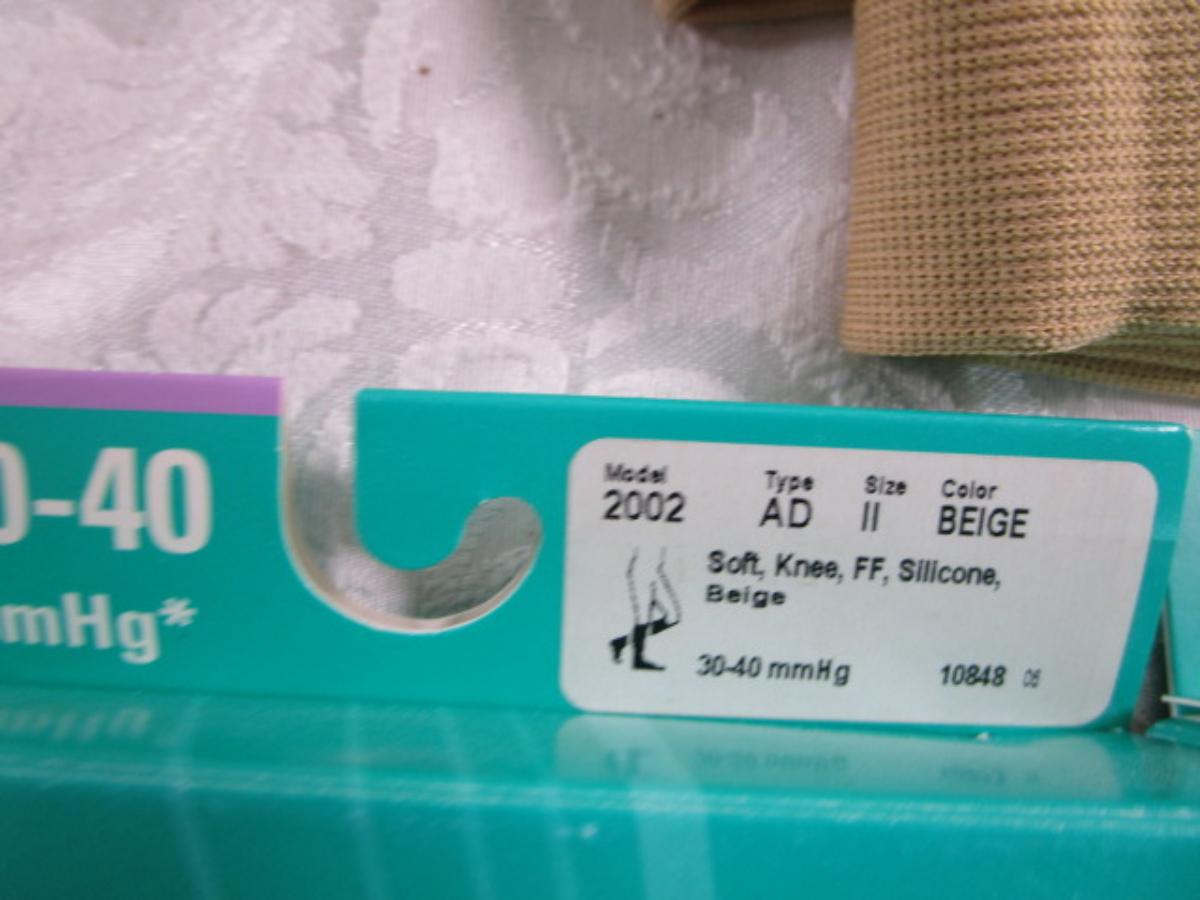 0-40
mmHg*
Model Type Size Color
2002 AD II BEIGE
Soft, Knee, FF, Silicone,
Beige
30-40 mmHg 10848 06